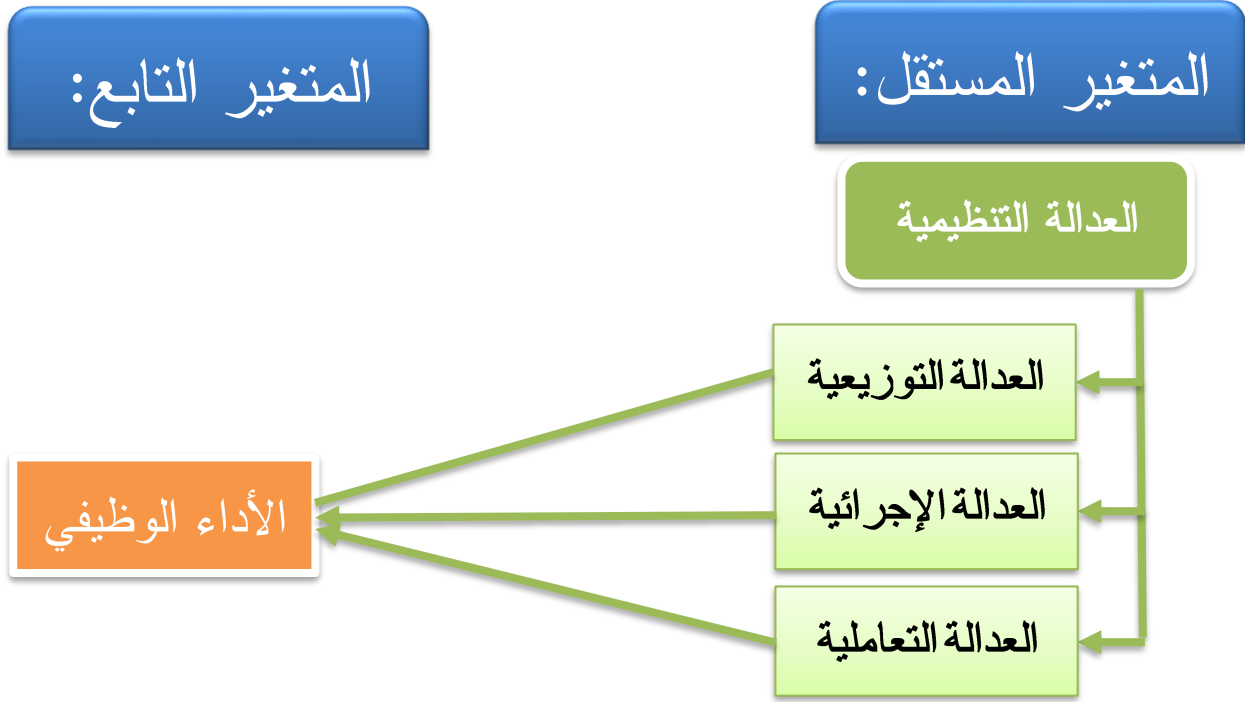 المتغير المستقل:
المتغير التابع:
العدالة التنظيمية
العدالة التوزيعية
العدالة الإجرائية
الأداء الوظيفي
العدالة التعاملية